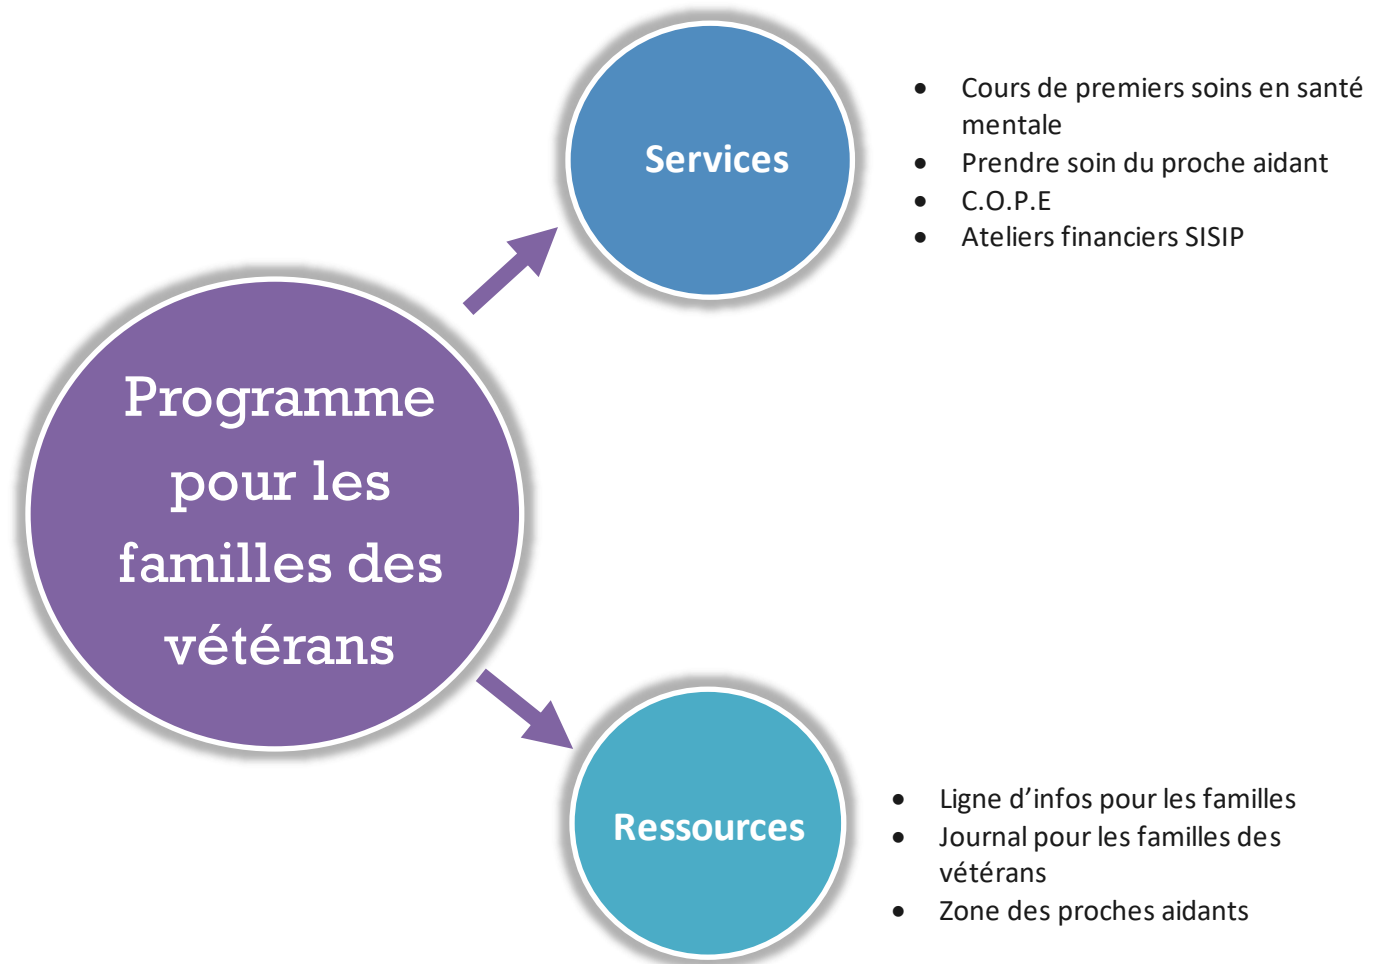 Services
• Cours de premiers soins en santé
mentale
• Prendre soin du proche aidant
• C.O.P.E
• Ateliers financiers SISIP
Programme
pour les
familles des
vétérans
Ressources
• Ligne d’infos pour les familles
• Journal pour les familles des
vétérans
• Zone des proches aidants